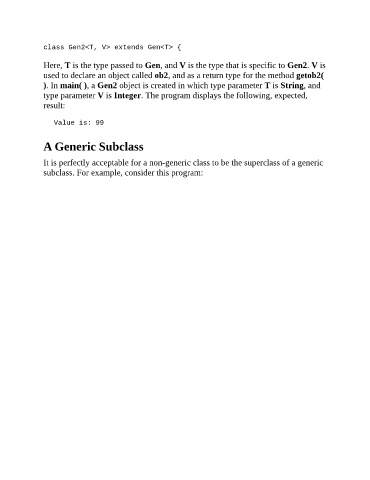 class Gen2<T, V> extends Gen<T> {
Here, T is the type passed to Gen, and V is the type that is specific to Gen2. V is
used to declare an object called ob2, and as a return type for the method getob2(
). In main( ), a Gen2 object is created in which type parameter T is String, and
type parameter V is Integer. The program displays the following, expected,
result:
Value is: 99
A Generic Subclass
It is perfectly acceptable for a non-generic class to be the superclass of a generic
subclass. For example, consider this program: